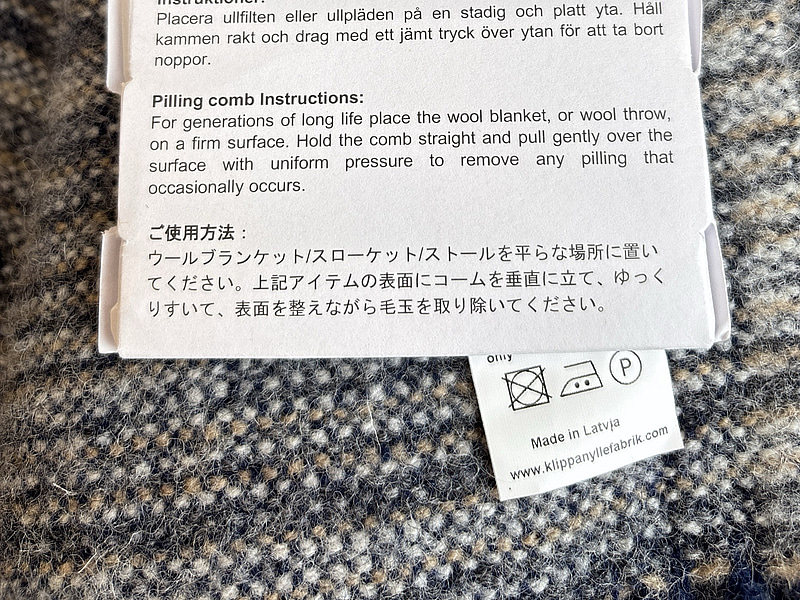 Instruktioner:
Placera ullfilten eller ullpläden på en stadig och platt yta. Håll
kammen rakt och drag med ett jämt tryck över ytan för att ta bort
noppor.
Pilling comb Instructions:
For generations of long life place the wool blanket, or wool throw,
on a firm surface. Hold the comb straight and pull gently over the
surface with uniform pressure to remove any pilling that
occasionally occurs.
ご使用方法：
ウールブランケット/スローケット/ストールを平らな場所に置い
てください。上記アイテムの表面にコームを垂直に立て、ゆっく
りすいて、表面を整えながら毛玉を取り除いてください。
only
P
Made in Latvja
www.klippanyllefabrik.com